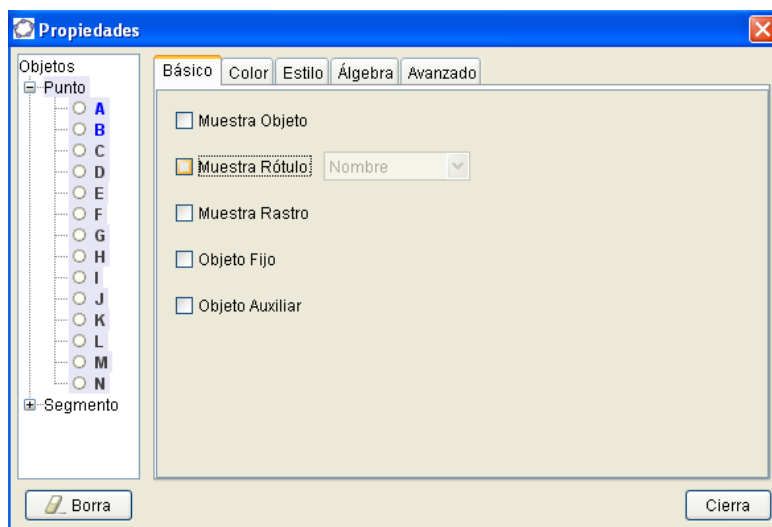 Propiedades
Objetos
Punto
A
B
C
D
E
F
G
H
I
J
K
L
M
N
Segmento
Básico Color Estilo Álgebra Avanzado
Muestra Objeto
Muestra Rótulo: Nombre
Muestra Rastro
Objeto Fijo
Objeto Auxiliar
Borra
Cierra